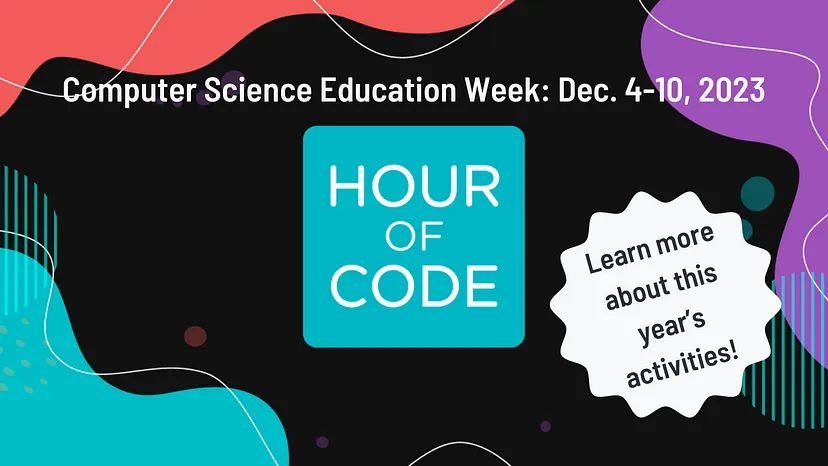 Computer Science Education Week: Dec. 4-10, 2023
HOUR
OF
CODE
Learn more
about this
year's
activities!